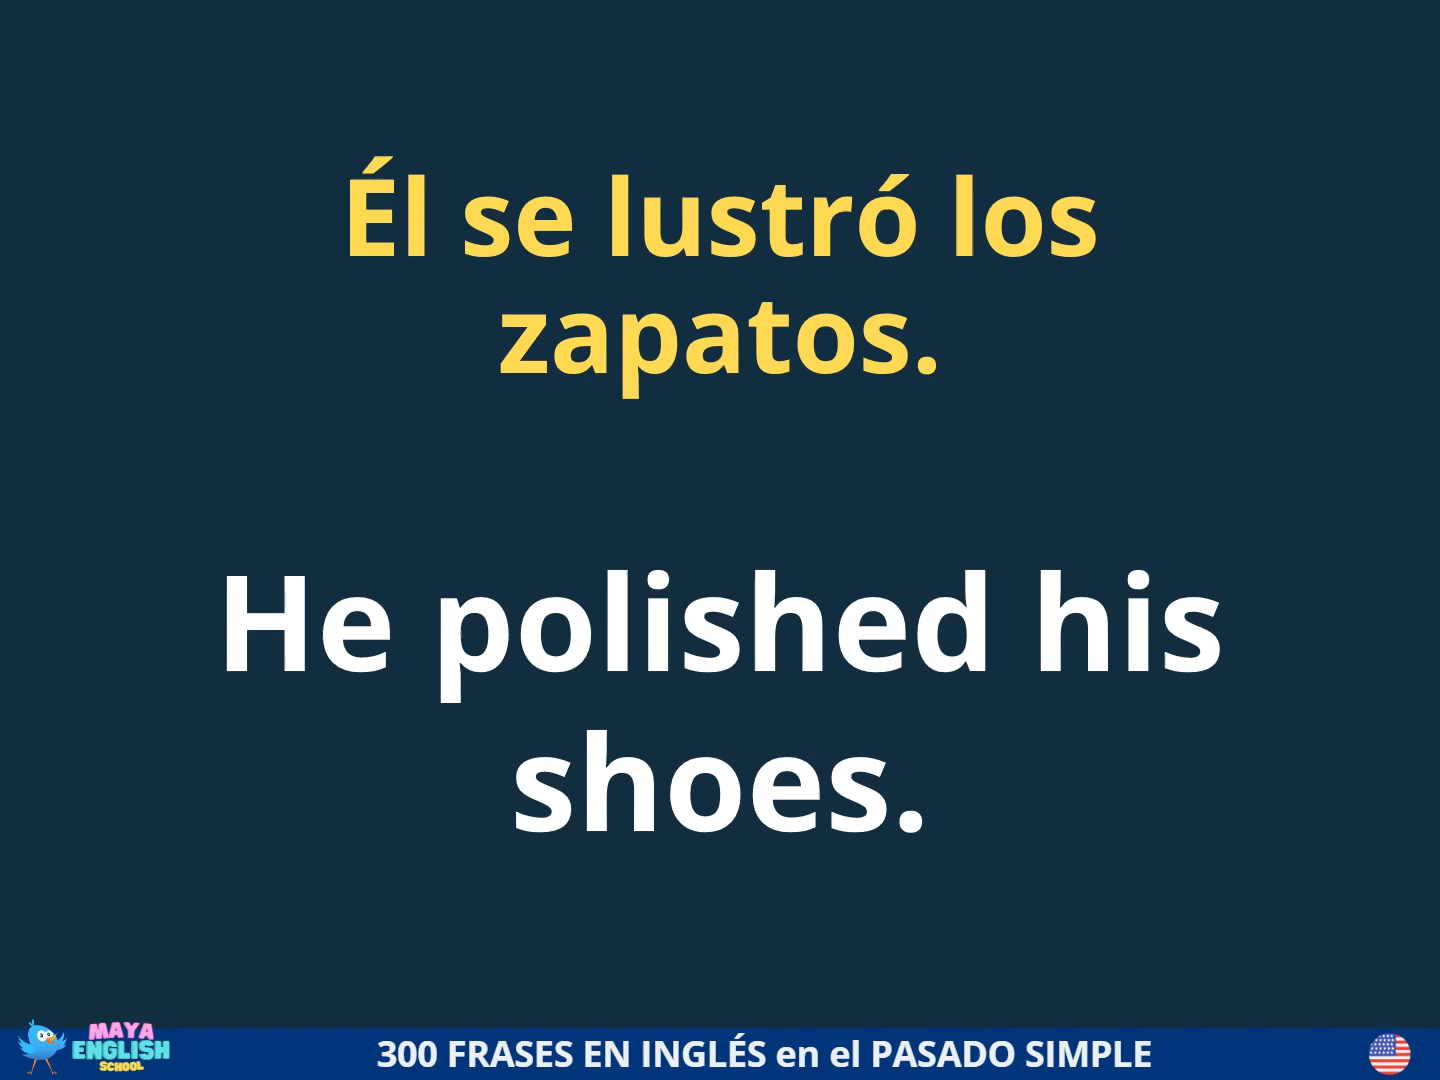 Él se lustró los
zapatos.
He polished his
shoes.
MAYA
ENGLISH
SCHOOL
300 FRASES EN INGLÉS en el PASADO SIMPLE